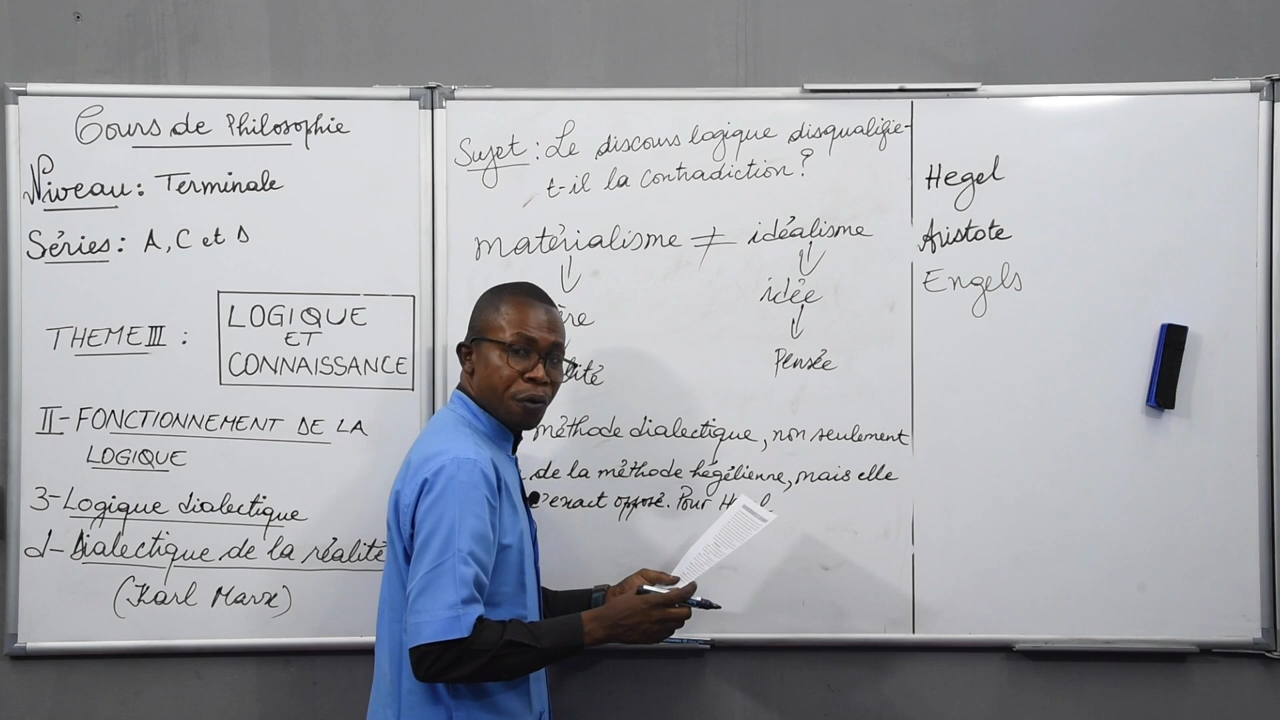 Cours de Philosophie
Niveau : Terminale
Séries : A, C et D
THEME III :
LOGIQUE
ET
CONNAISSANCE
II- FONCTIONNEMENT DE LA
LOGIQUE
3- Logique dialectique
d- Dialectique de la réalité
(Karl Marx)
Sujet : Le discours logique disqualifie-
t-il la contradiction ?
matérialisme ≠ idéalisme
idée
Pensée
méthode dialectique, non seulement
de la méthode hégélienne, mais elle
l'exact opposé. Pour
Hegel
Aristote
Engels